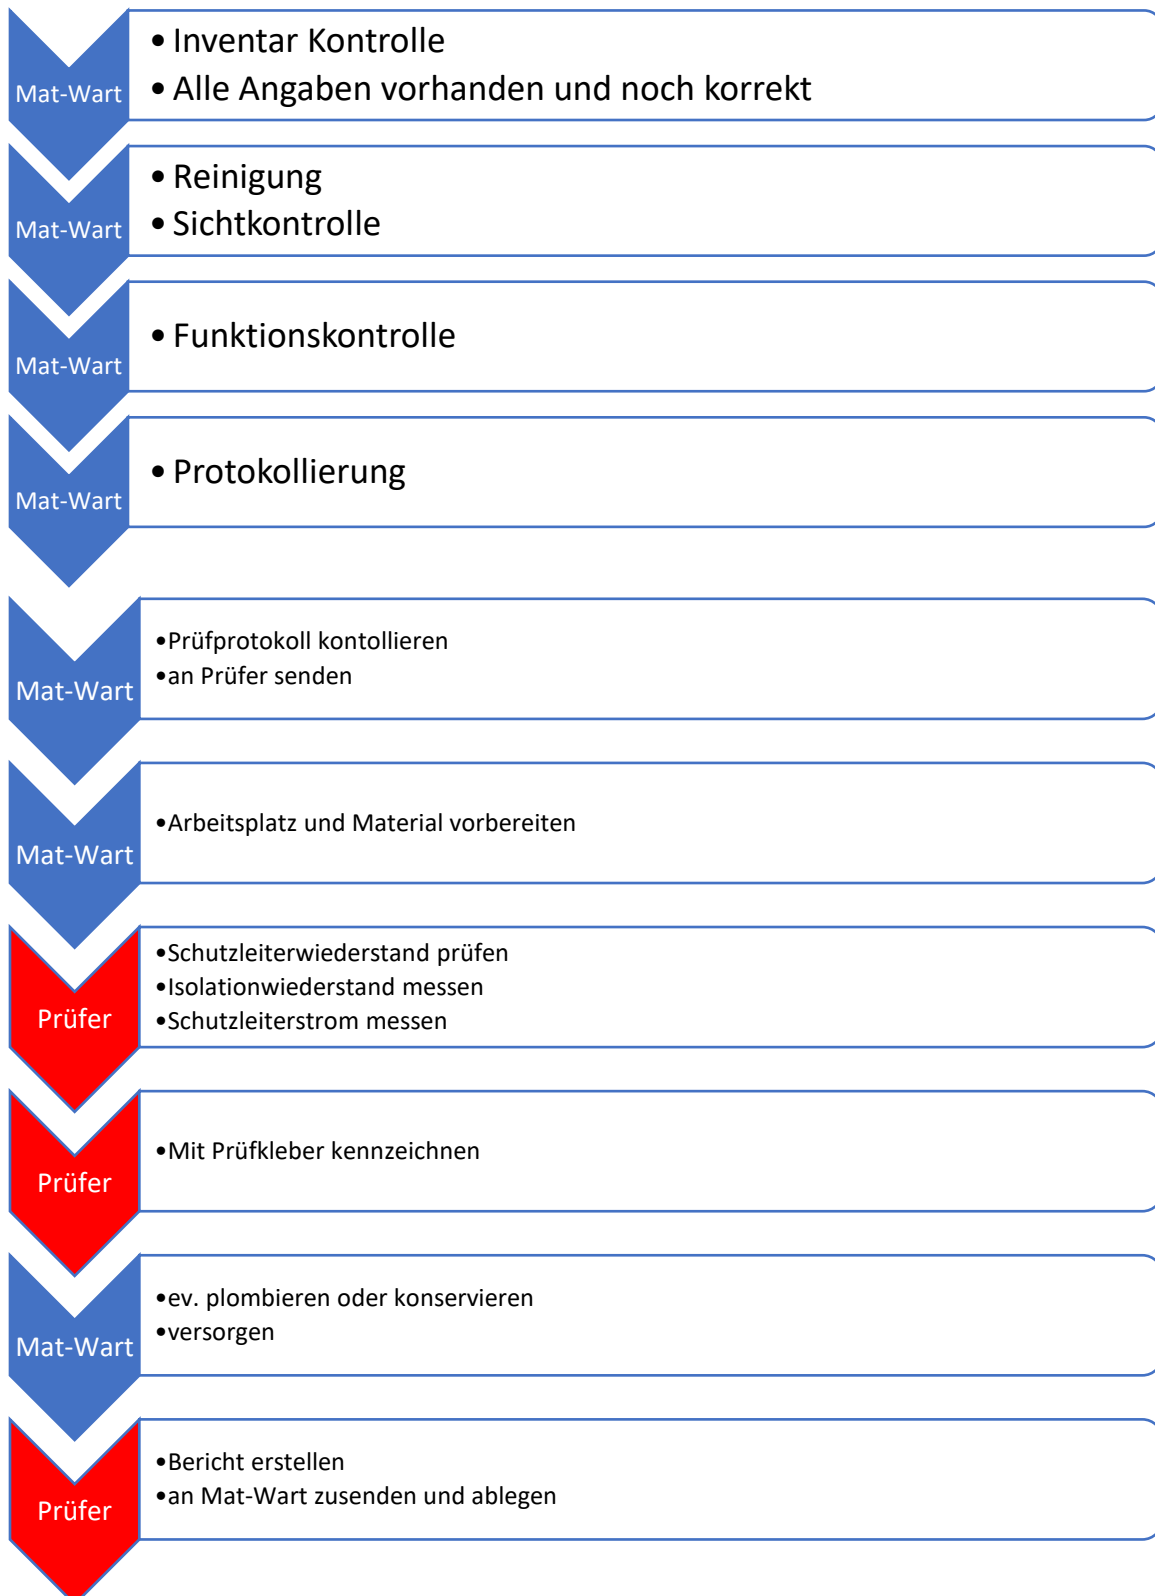 Mat-Wart
• Inventar Kontrolle
• Alle Angaben vorhanden und noch korrekt
Mat-Wart
• Reinigung
• Sichtkontrolle
Mat-Wart
• Funktionskontrolle
Mat-Wart
• Protokollierung
Mat-Wart
•Prüfprotokoll kontollieren
•an Prüfer senden
Mat-Wart
•Arbeitsplatz und Material vorbereiten
Prüfer
•Schutzleiterwiederstand prüfen
•Isolationwiederstand messen
•Schutzleiterstrom messen
Prüfer
•Mit Prüfkleber kennzeichnen
Mat-Wart
•ev. plombieren oder konservieren
•versorgen
Prüfer
•Bericht erstellen
•an Mat-Wart zusenden und ablegen